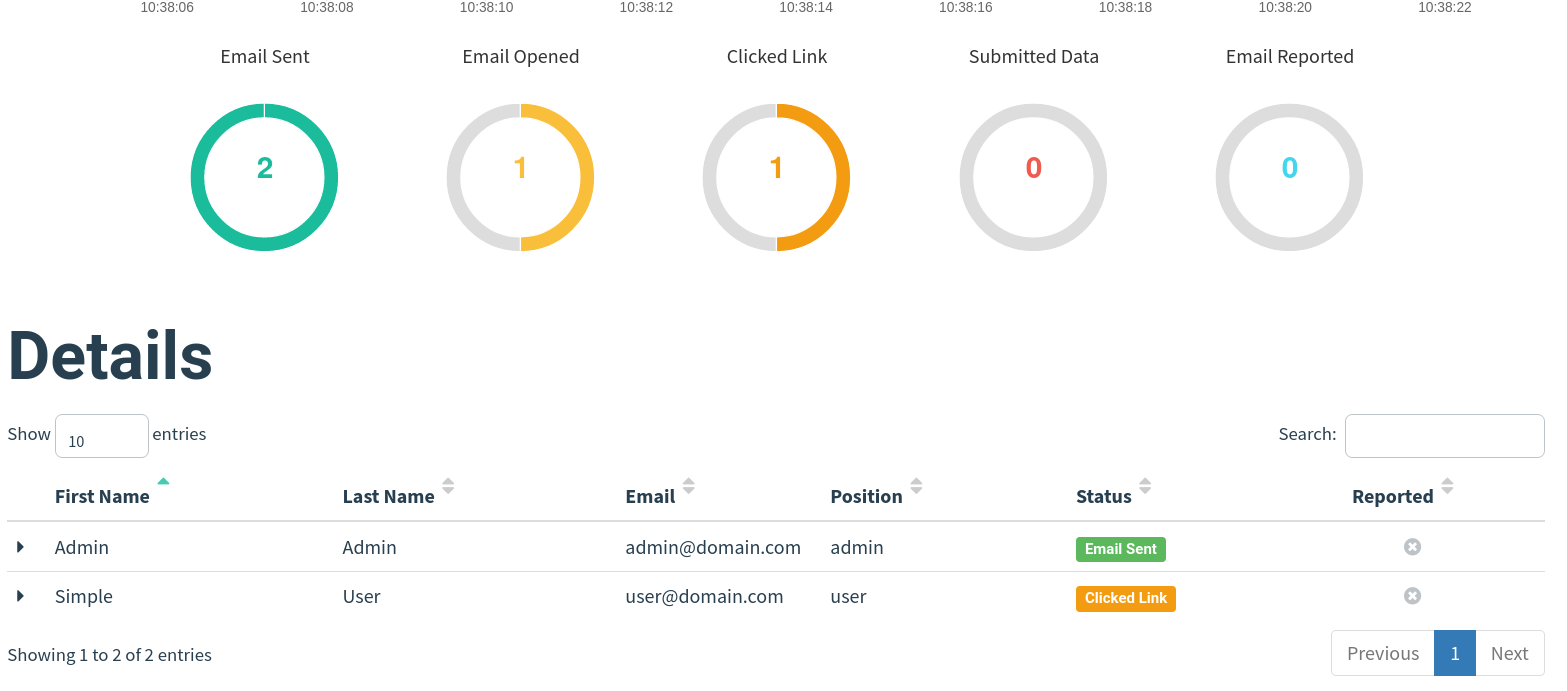 10:38:06 10:38:08 10:38:10 10:38:12 10:38:14 10:38:16 10:38:18 10:38:20 10:38:22
Email Sent Email Opened Clicked Link Submitted Data Email Reported
2 1 1 0 0
Details
Show 10 entries Search:
First Name Last Name Email Position Status Reported
Admin Admin admin@domain.com admin Email Sent
Simple User user@domain.com user Clicked Link
Showing 1 to 2 of 2 entries Previous 1 Next